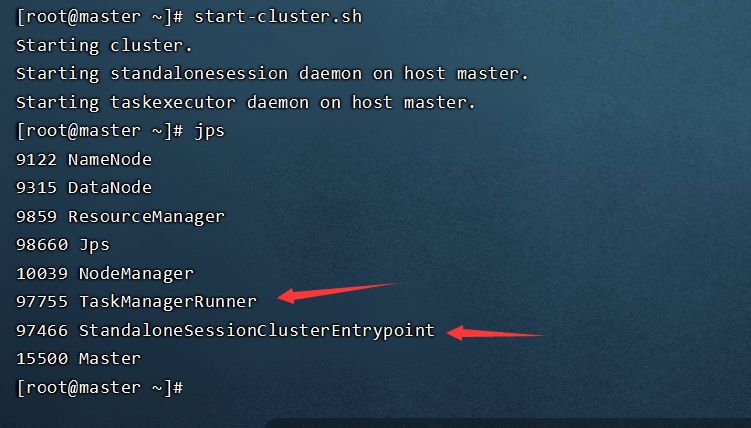 [root@master ~]# start-cluster.sh
Starting cluster.
Starting standalonesession daemon on host master.
Starting taskexecutor daemon on host master.
[root@master ~]# jps
9122 NameNode
9315 DataNode
9859 ResourceManager
98660 Jps
10039 NodeManager
97755 TaskManagerRunner
97466 StandaloneSessionClusterEntrypoint
15500 Master
[root@master ~]#